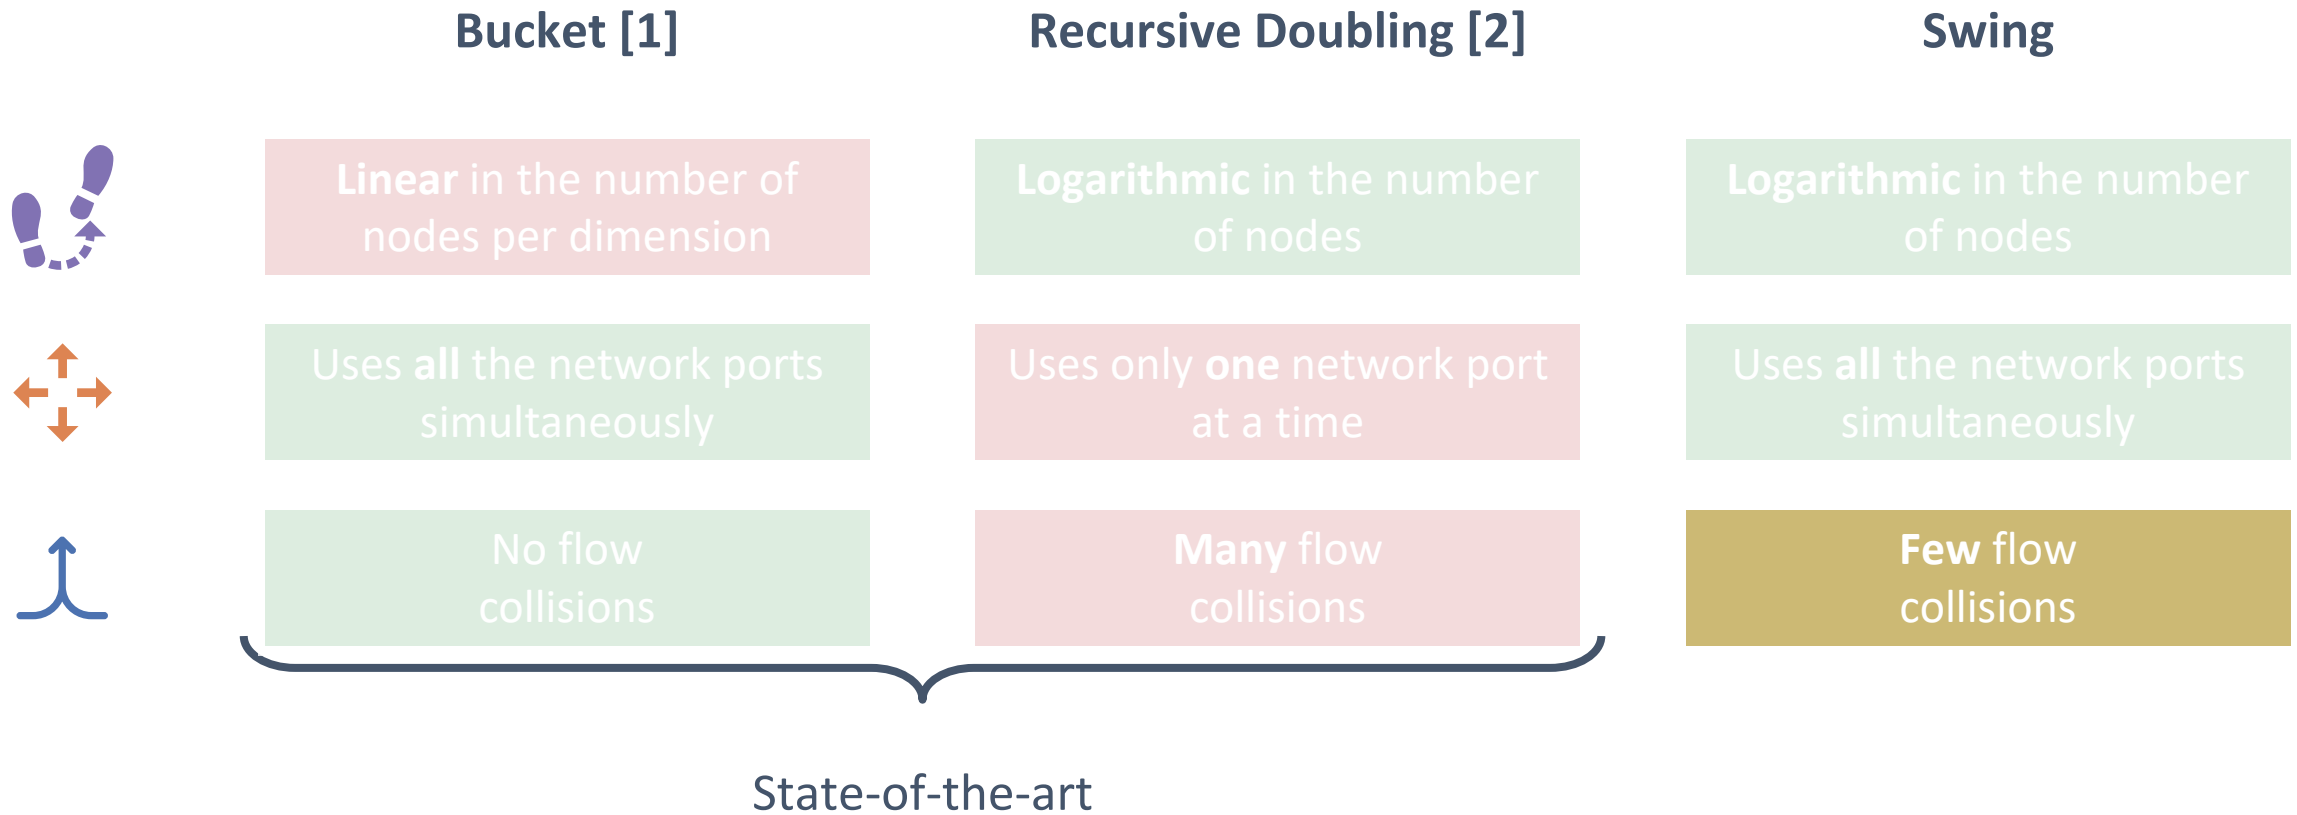 Bucket [1]
Recursive Doubling [2]
Swing
Linear in the number of
nodes per dimension
Logarithmic in the number
of nodes
Logarithmic in the number
of nodes
Uses all the network ports
simultaneously
Uses only one network port
at a time
Uses all the network ports
simultaneously
No flow
collisions
Many flow
collisions
Few flow
collisions
State-of-the-art